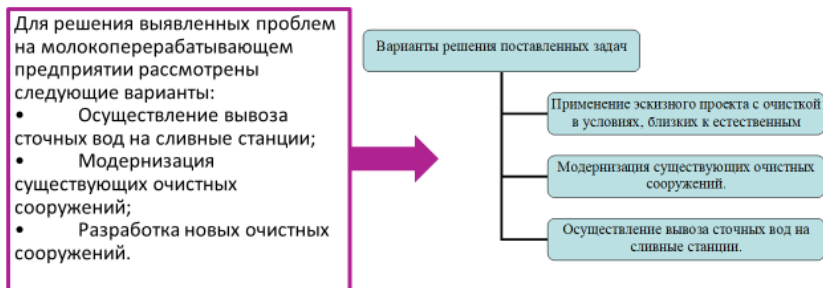 Для решения выявленных проблем
на молокоперерабатывающем
предприятии рассмотрены
следующие варианты:
• Осуществление вывоза
сточных вод на сливные станции;
• Модернизация
существующих очистных
сооружений;
• Разработка новых очистных
сооружений.
Варианты решения поставленных задач
Применение эскизного проекта с очисткой
в условиях, близких к естественным
Модернизация существующих очистных
сооружений.
Осуществление вывоза сточных вод на
сливные станции.